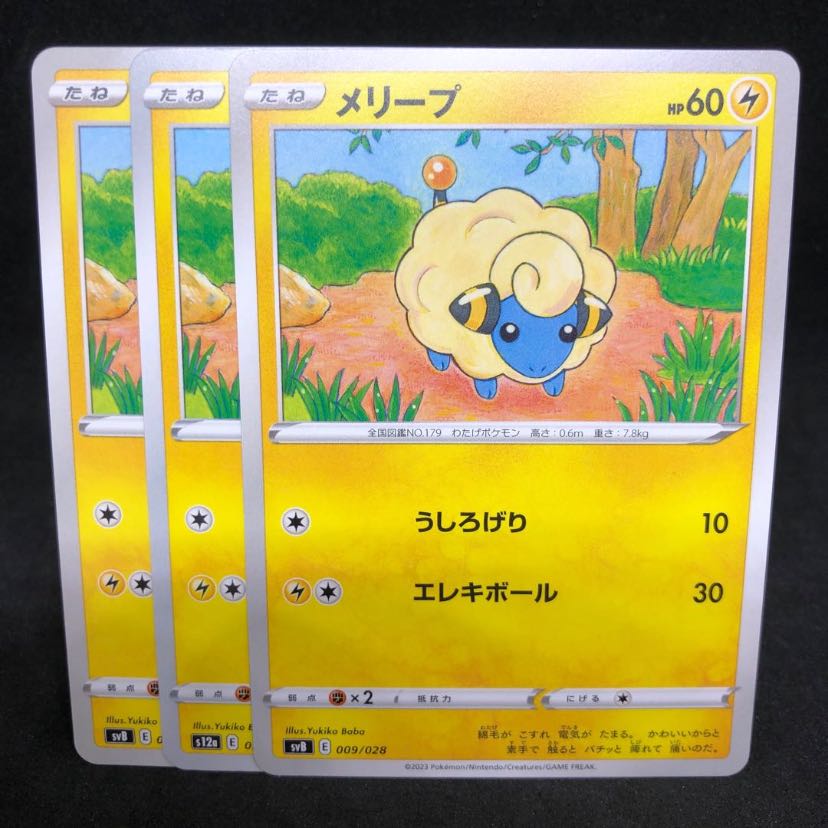 たね
たね
たね メリープ HP60
全国図鑑NO.179 わたげポケモン 高さ:0.6m 重さ:7.8kg
うしろげり 10
エレキボール 30
弱点
弱点
弱点 ×2 抵抗力 にげる
Illus.Yukiko
Illus.Yukiko B
Illus.Yukiko Baba
svB E 0
s12a E 0
svB E 009/028
綿毛が こすれ 電気が たまる。 かわいいからと
素手で 触ると バチッと 痺れて 痛いのだ。
©2023 Pokémon/Nintendo/Creatures/GAME FREAK.